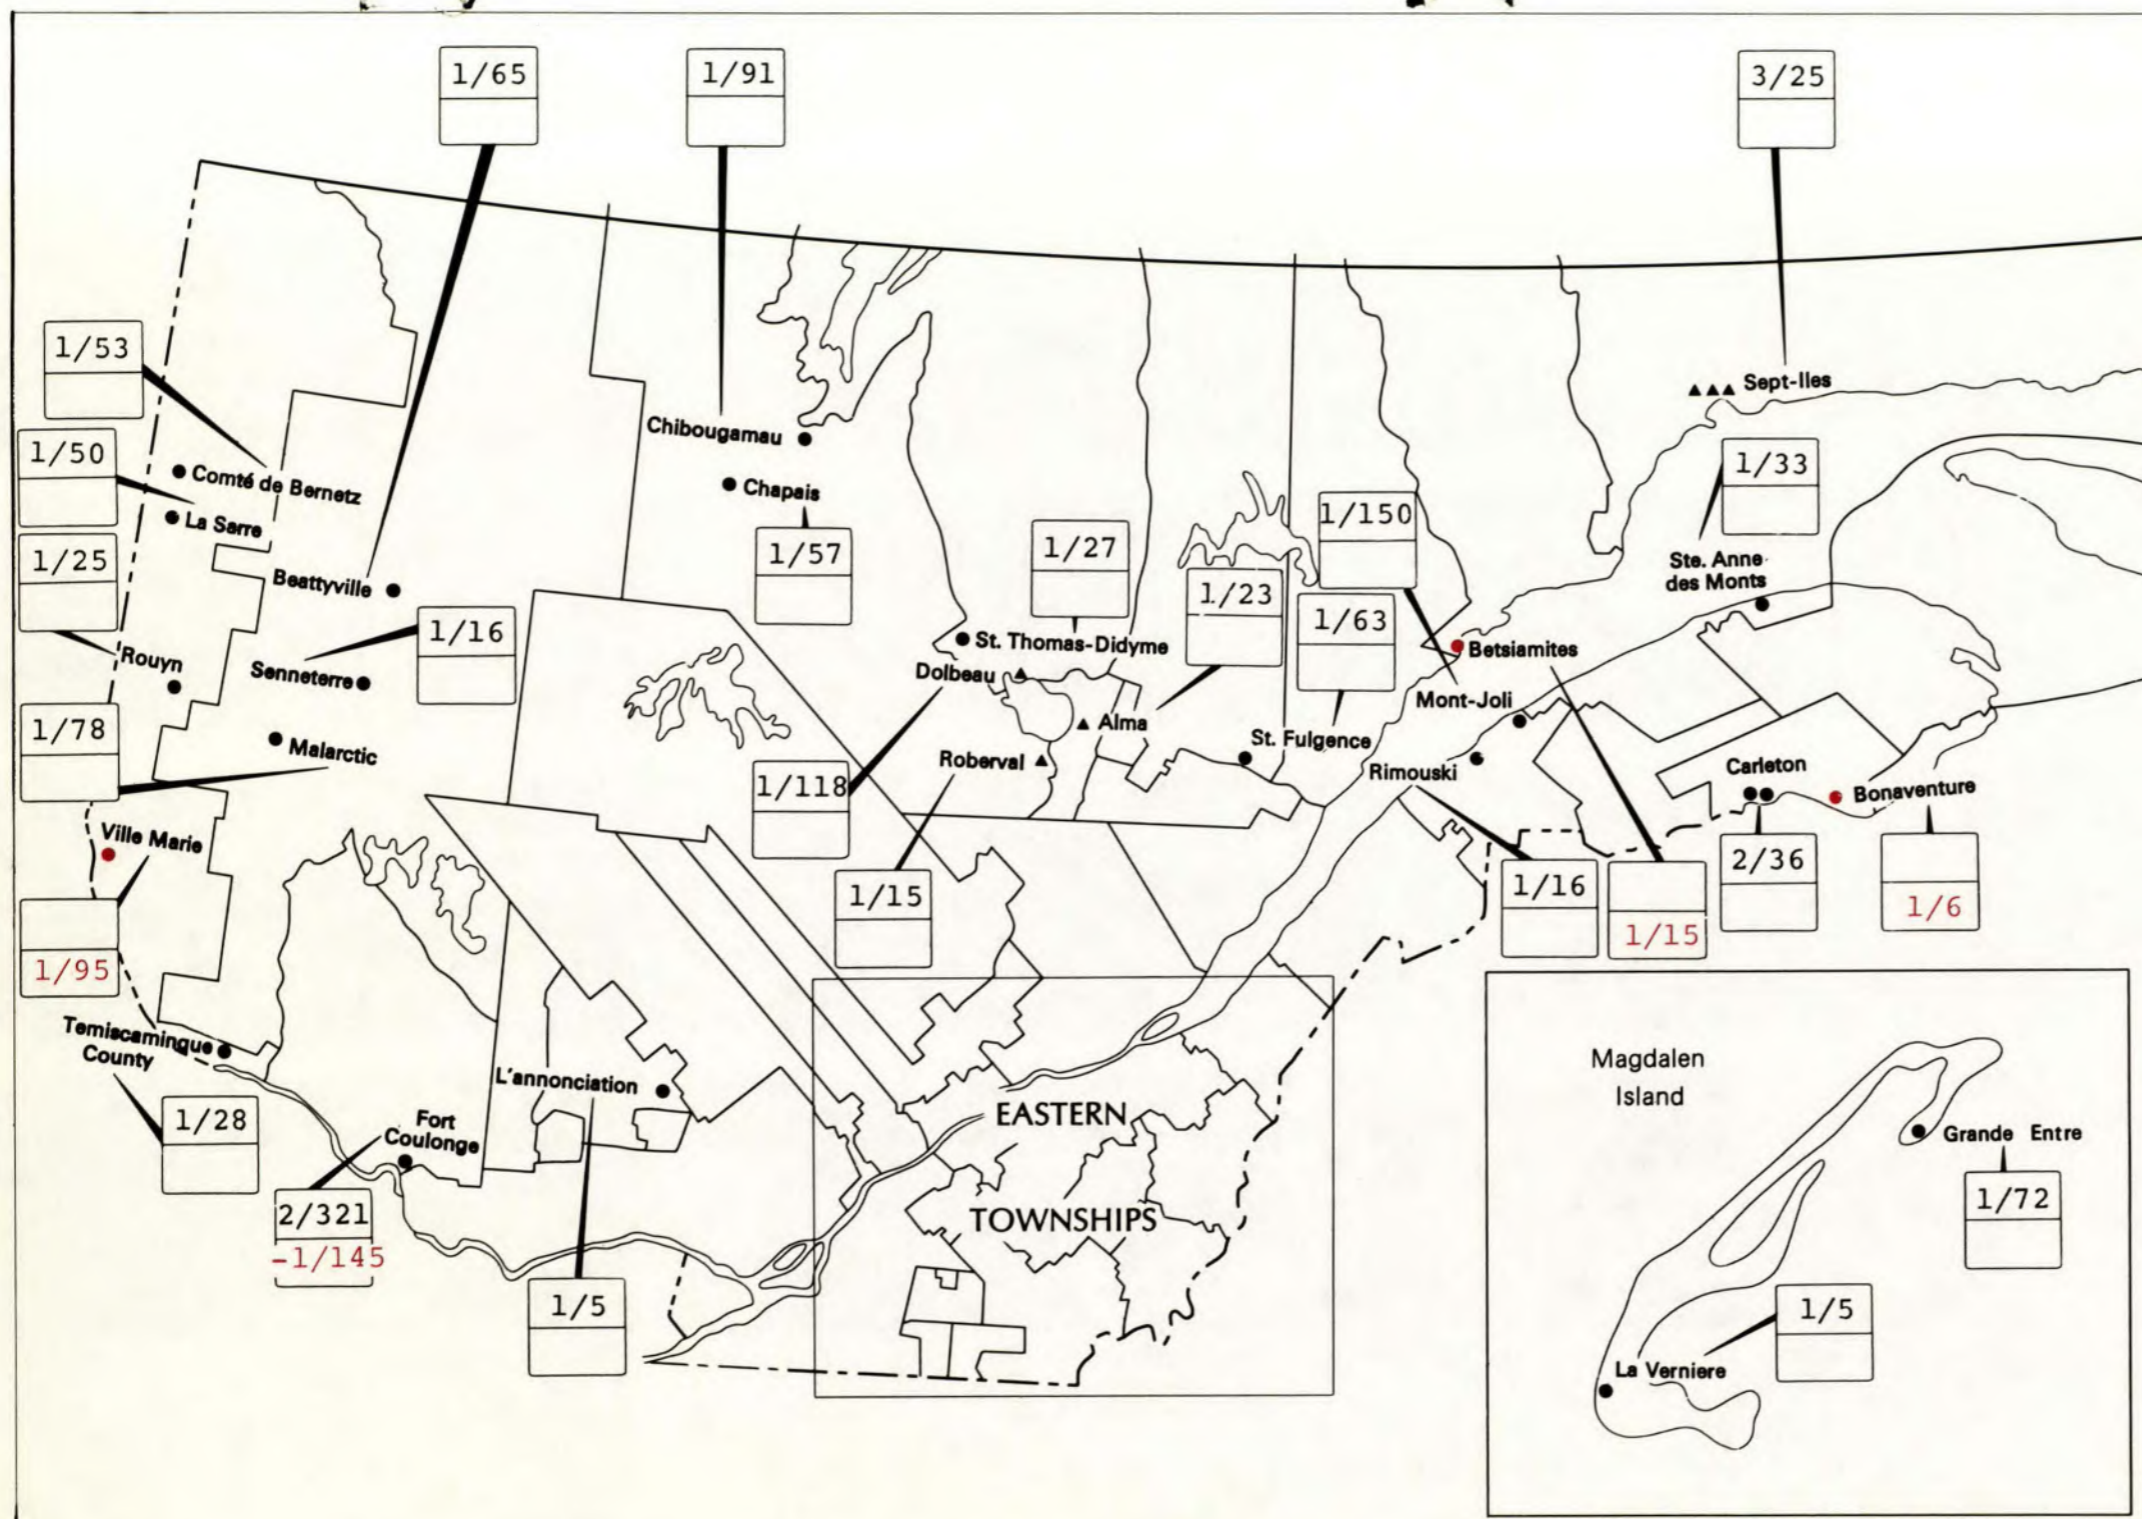 1/65
1/91
3/25
1/53
Sept-Iles
Chibougamau
1/33
1/50
Comté de Bernetz
Chapais
1/150
La Sarre
1/57
1/27
1/25
Ste. Anne
des Monts
Beattyville
1/23
1/63
1/16
St. Thomas-Didyme
Betsiamites
Rouyn
Senneterre
Dolbeau
Mont-Joli
1/78
Alma
Malarctic
St. Fulgence
Roberval
Rimouski
Carleton
Bonaventure
1/118
Ville Marie
2/36
1/15
1/16
1/6
1/15
1/95
Temiscamingue
County
Magdalen
Island
L'annonciation
EASTERN
1/28
Fort
Coulonge
Grande Entre
2/321
-1/145
TOWNSHIPS
1/72
1/5
1/5
La Verniere